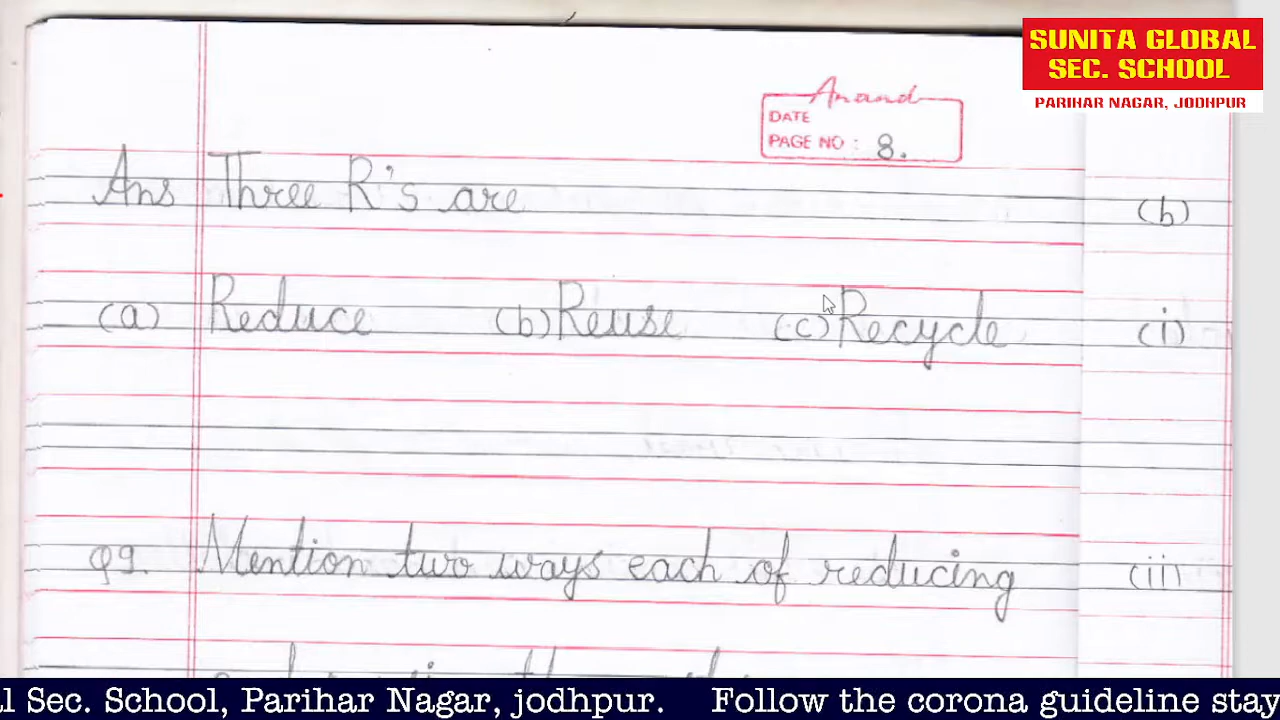 SUNITA GLOBAL
SEC. SCHOOL
PARIHAR NAGAR, JODHPUR
Anand
DATE
PAGE NO : 8.
Ans Three R's are
(b)
(a) Reduce (b) Reuse (c) Recycle
(i)
Q9. Mention two ways each of reducing
(ii)
l Sec. School, Parihar Nagar, jodhpur. Follow the corona guideline stay